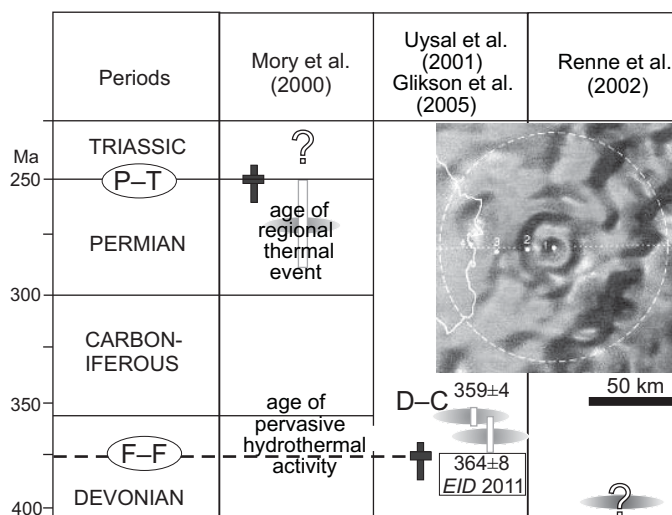 Periods
Mory et al.
(2000)
Uysal et al.
(2001)
Glikson et al.
(2005)
Renne et al.
(2002)
Ma
TRIASSIC
?
250
P–T
PERMIAN
age of
regional
thermal
event
4
3
2
1
300
CARBON-
IFEROUS
350
age of
pervasive
hydrothermal
activity
D–C
359±4
50 km
F–F
364±8
EID 2011
DEVONIAN
?
400